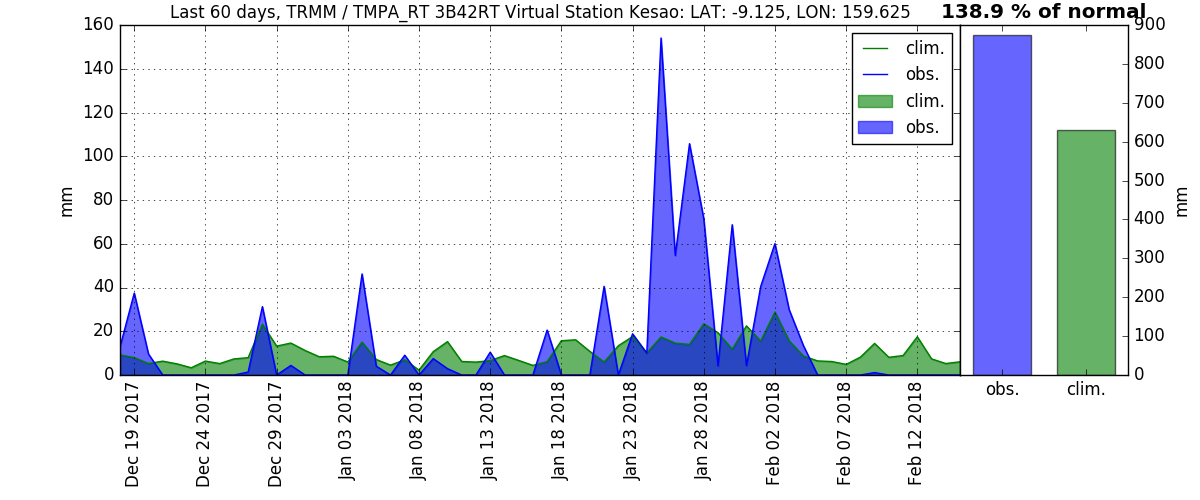 Last 60 days, TRMM / TMPA_RT 3B42RT Virtual Station Kesao: LAT: -9.125, LON: 159.625
138.9 % of normal
160
140
120
100
80
60
40
20
0
mm
clim.
obs.
clim.
obs.
900
800
700
600
500
400
300
200
100
0
mm
Dec 19 2017
Dec 24 2017
Dec 29 2017
Jan 03 2018
Jan 08 2018
Jan 13 2018
Jan 18 2018
Jan 23 2018
Jan 28 2018
Feb 02 2018
Feb 07 2018
Feb 12 2018
obs.
clim.